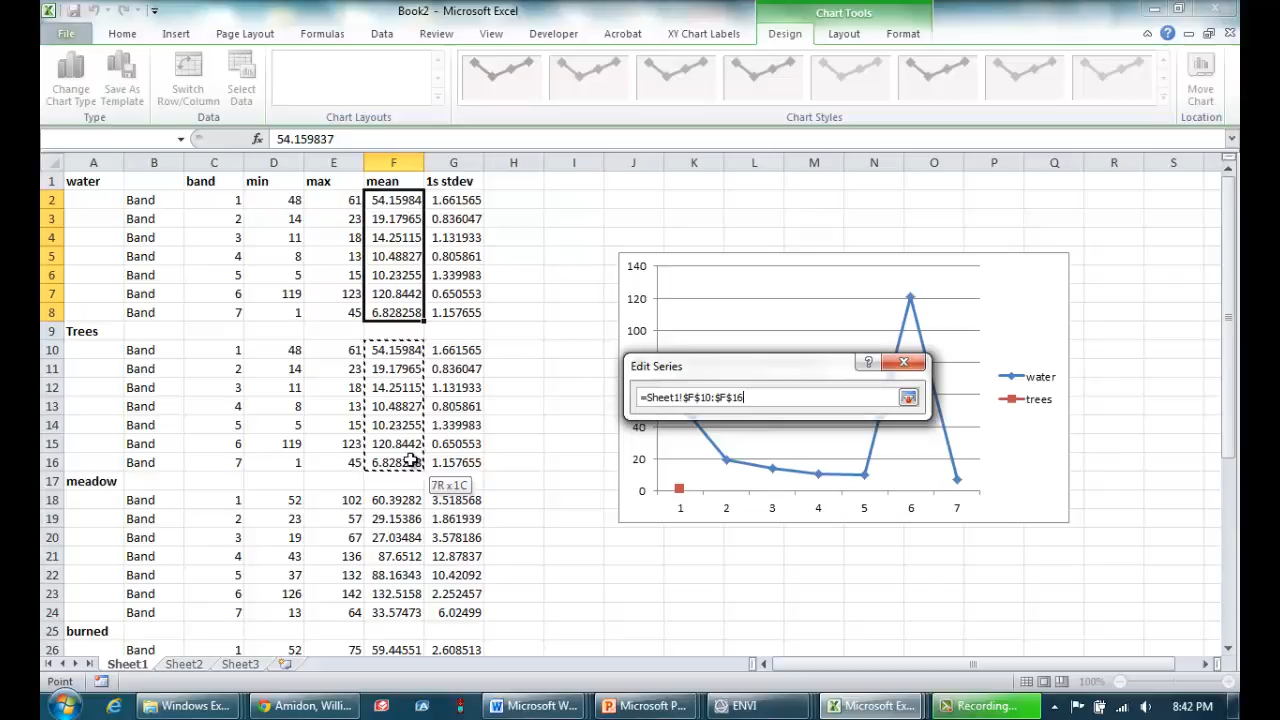 Book2 - Microsoft Excel
Chart Tools
File Home Insert Page Layout Formulas Data Review View Developer Acrobat XY Chart Labels Design Layout Format
Change Chart Type
Save As Template
Switch Row/Column
Select Data
Move Chart
Type Data Chart Layouts Chart Styles Location
fx 54.159837
A B C D E F G H I J K L M N O P Q R S
1 water band min max mean 1s stdev
2 Band 1 48 61 54.15984 1.661565
3 Band 2 14 23 19.17965 0.836047
4 Band 3 11 18 14.25115 1.131933
5 Band 4 8 13 10.48827 0.805861
6 Band 5 5 15 10.23255 1.339983
7 Band 6 119 123 120.8442 0.650553
8 Band 7 1 45 6.828258 1.157655
9 Trees
10 Band 1 48 61 54.15984 1.661565
11 Band 2 14 23 19.17965 0.836047
12 Band 3 11 18 14.25115 1.131933
13 Band 4 8 13 10.48827 0.805861
14 Band 5 5 15 10.23255 1.339983
15 Band 6 119 123 120.8442 0.650553
16 Band 7 1 45 1.157655
17 meadow
7R x 1C
18 Band 1 52 102 60.39282 3.518568
19 Band 2 23 57 29.15386 1.861939
20 Band 3 19 67 27.03484 3.578186
21 Band 4 43 136 87.6512 12.87837
22 Band 5 37 132 88.16343 10.42092
23 Band 6 126 142 132.5158 2.252457
24 Band 7 13 64 33.57473 6.02499
25 burned
26 Band 1 52 75 59.44551 2.608513
140
120
100
40
20
0
1 2 3 4 5 6 7
water
trees
Edit Series
=Sheet1!$F$10:$F$16
Sheet1 Sheet2 Sheet3
Point
100%
Windows Ex...
Amidon, Willi...
Microsoft W...
Microsoft P...
ENVI
Microsoft Ex...
Recording...
8:42 PM